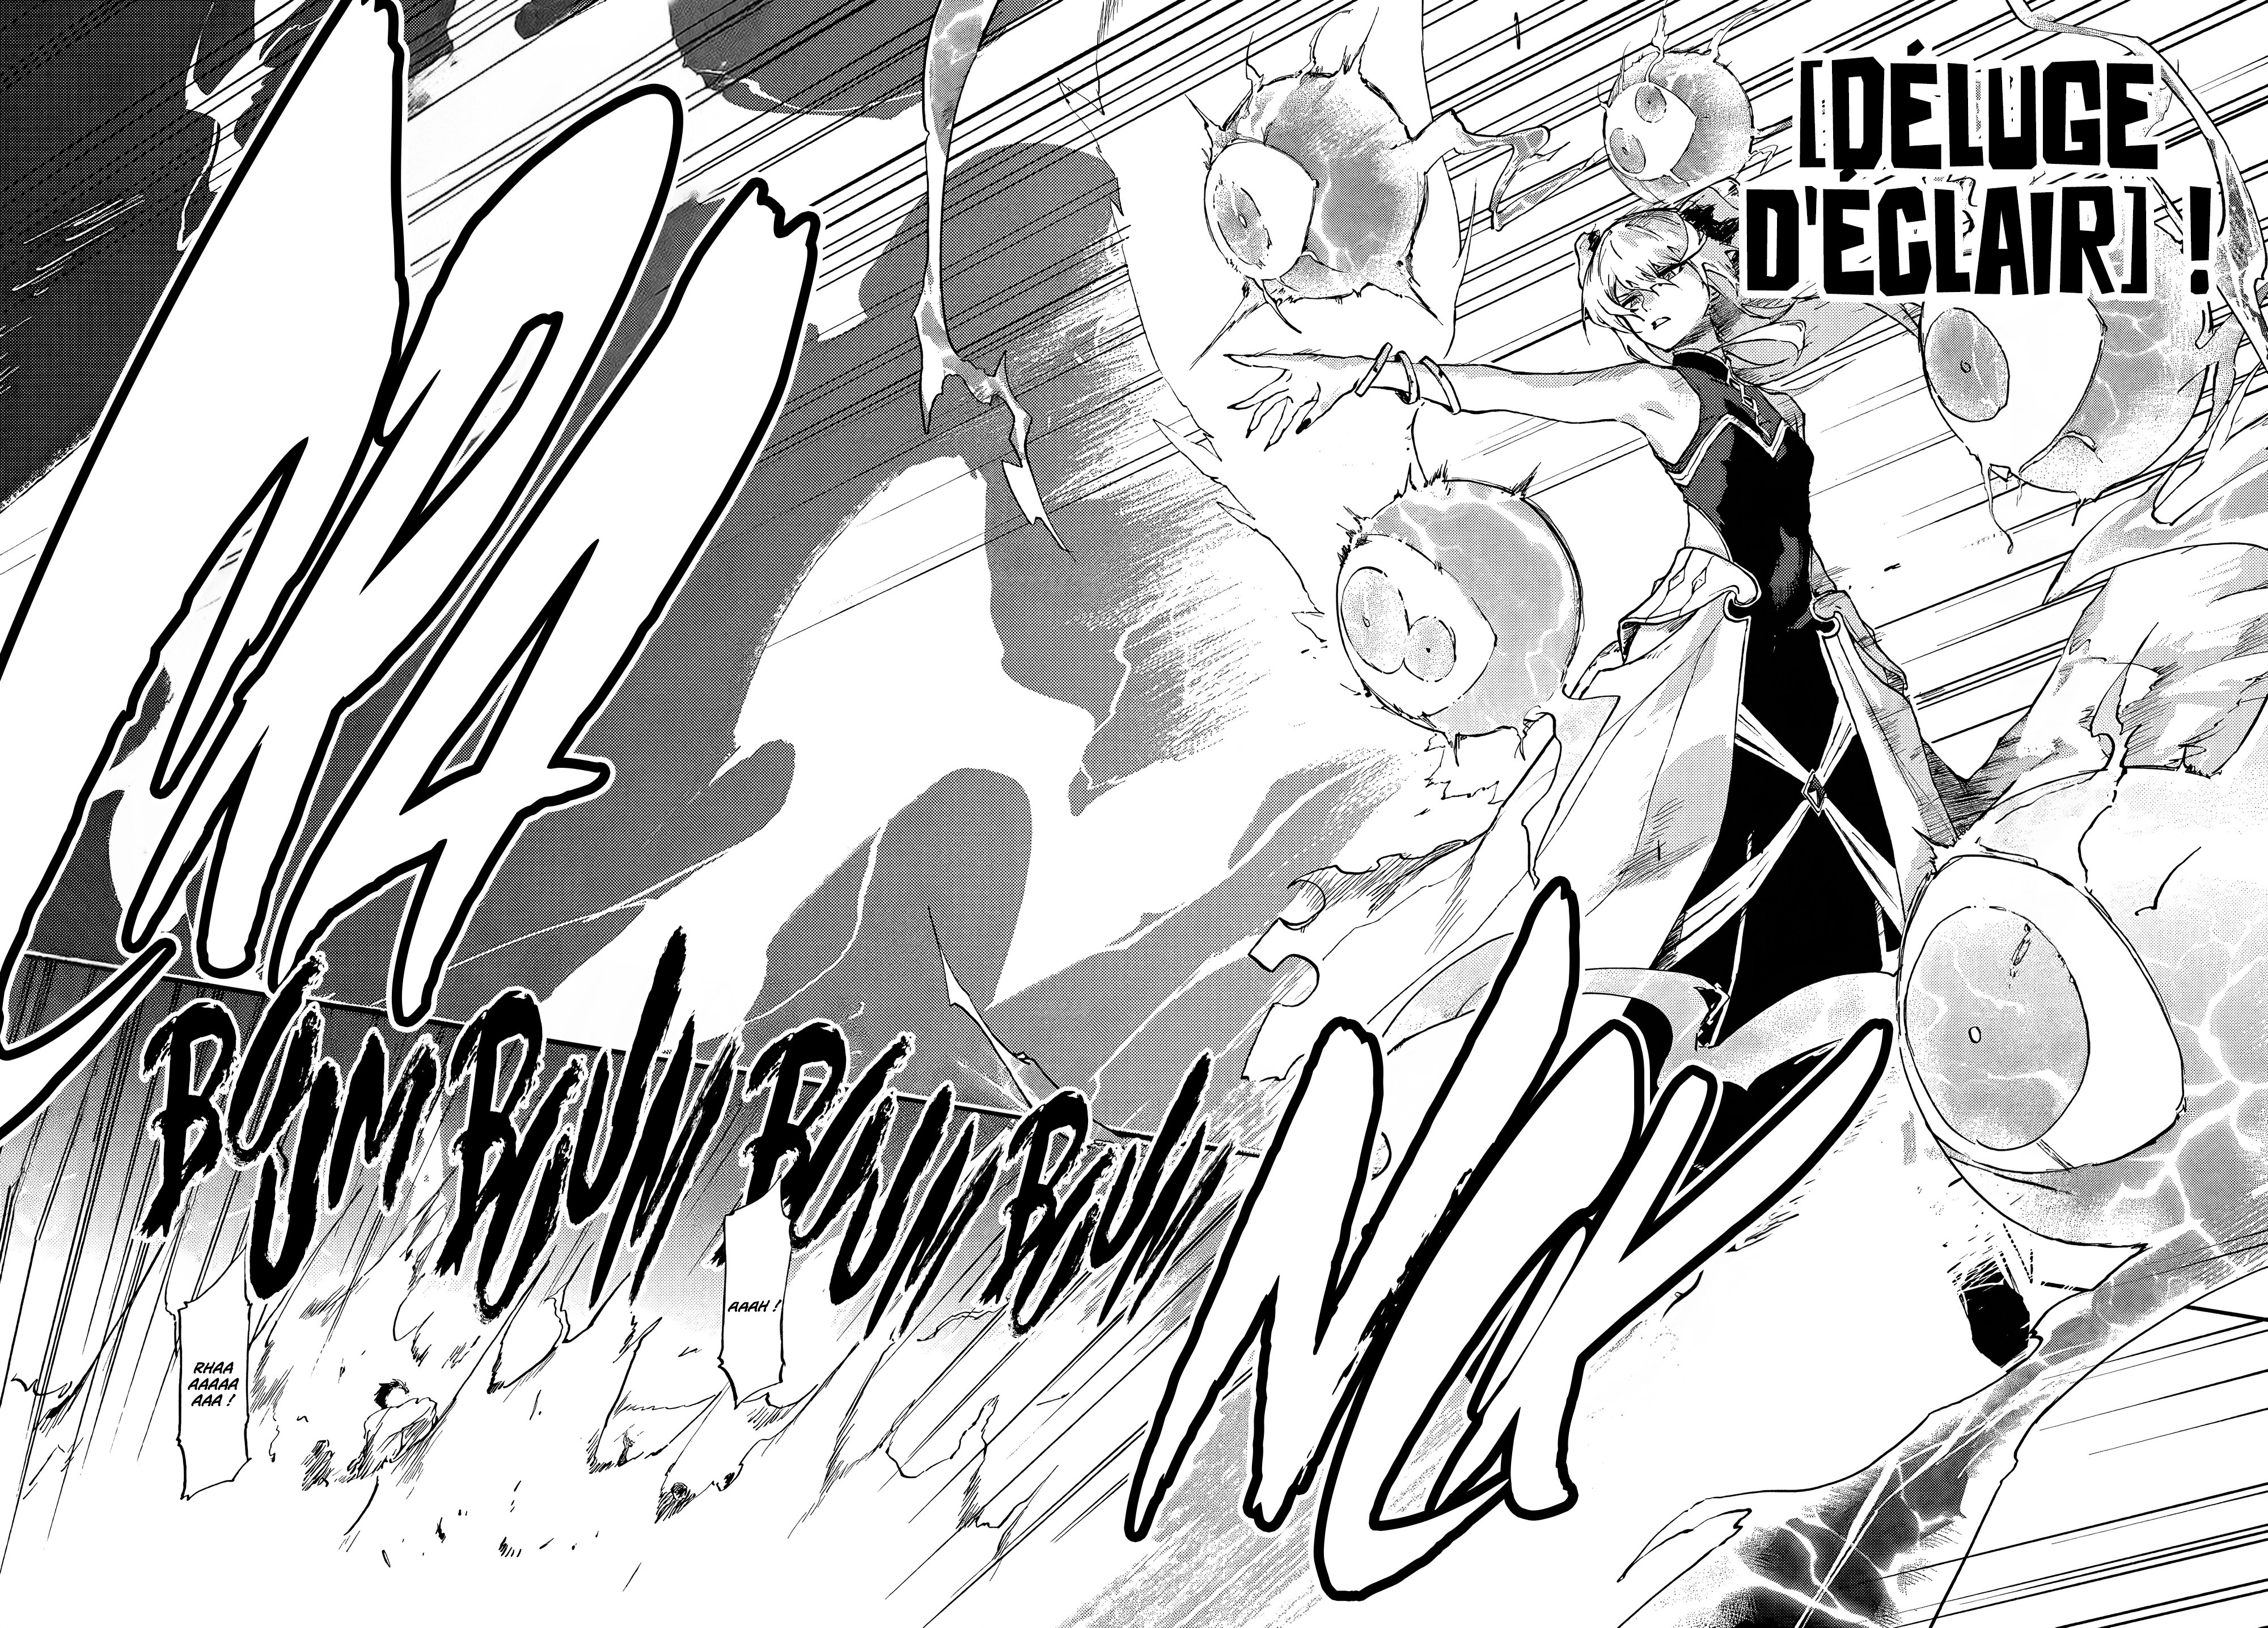 [DÉLUGE
D'ÉCLAIR] !
BOUM BOUM BOUM BOUM
AAAH !
RHAA
AAAAA
AAA !